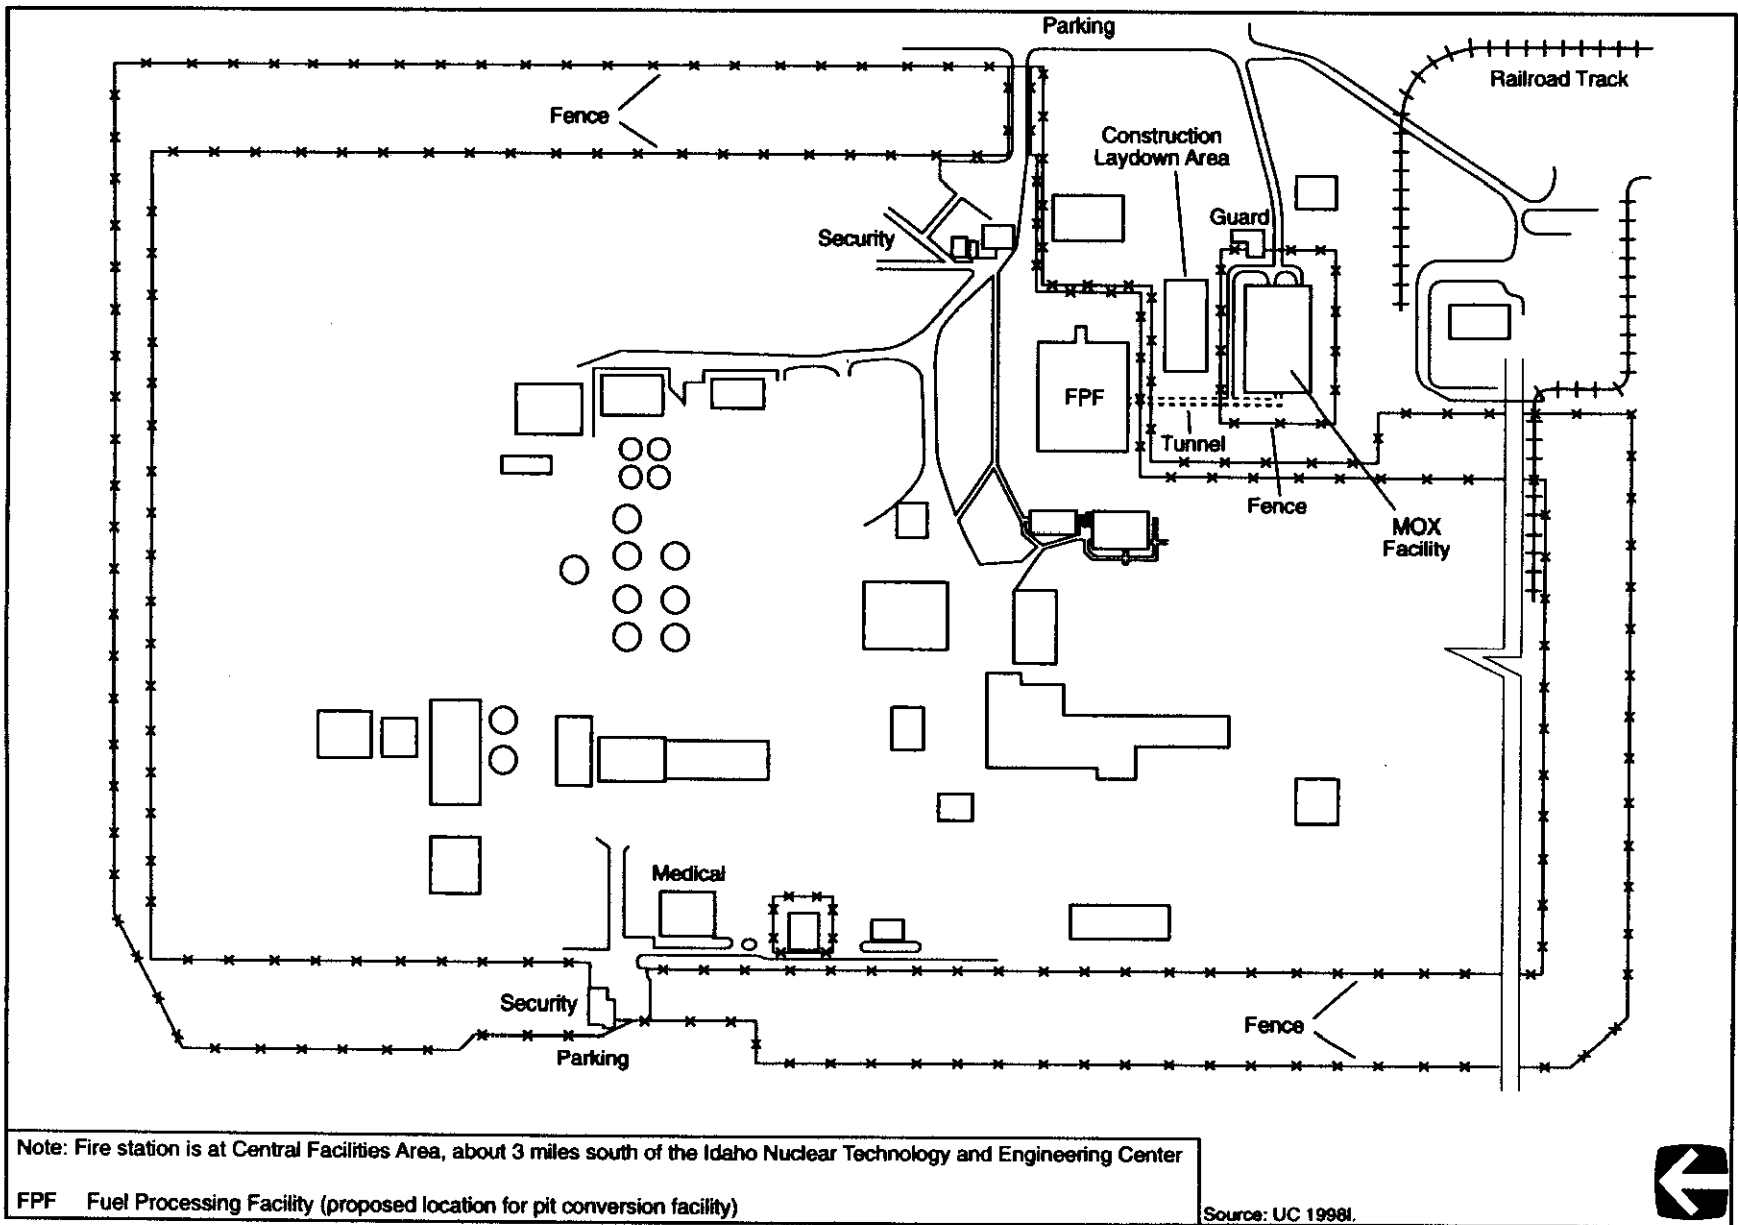 Parking
Railroad Track
Fence
Construction
Laydown Area
Guard
Security
FPF
Tunnel
Fence
MOX
Facility
Medical
Security
Fence
Parking
Note: Fire station is at Central Facilities Area, about 3 miles south of the Idaho Nuclear Technology and Engineering Center
FPF Fuel Processing Facility (proposed location for pit conversion facility)
Source: UC 1998l.